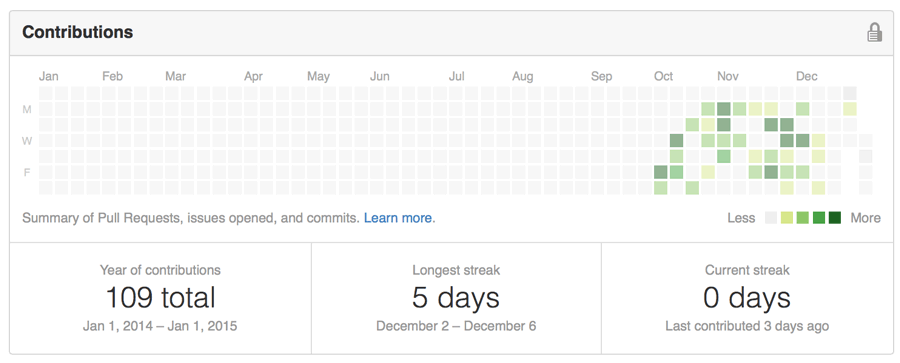 Contributions
Jan Feb Mar Apr May Jun Jul Aug Sep Oct Nov Dec
M
W
F
Summary of Pull Requests, issues opened, and commits. Learn more.
Less More
Year of contributions
109 total
Jan 1, 2014 – Jan 1, 2015
Longest streak
5 days
December 2 – December 6
Current streak
0 days
Last contributed 3 days ago